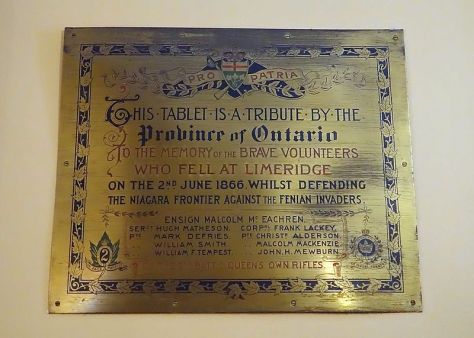 PRO PATRIA
THIS TABLET IS A TRIBUTE BY THE
Province of Ontario
TO THE MEMORY OF THE BRAVE VOLUNTEERS
WHO FELL AT LIMERIDGE
ON THE 2ND JUNE 1866, WHILST DEFENDING
THE NIAGARA FRONTIER AGAINST THE FENIAN INVADERS.
ENSIGN MALCOLM Mc EACHREN.
SERGT HUGH MATHESON. CORPL FRANK LACKEY.
PTE MARK DEFRIES. PTE CHRISTR ALDERSON.
" WILLIAM SMITH. " MALCOLM MACKENZIE.
" WILLIAM F. TEMPEST. " JOHN H. MEWBURN.
2 QUEEN'S OWN RIFLES.